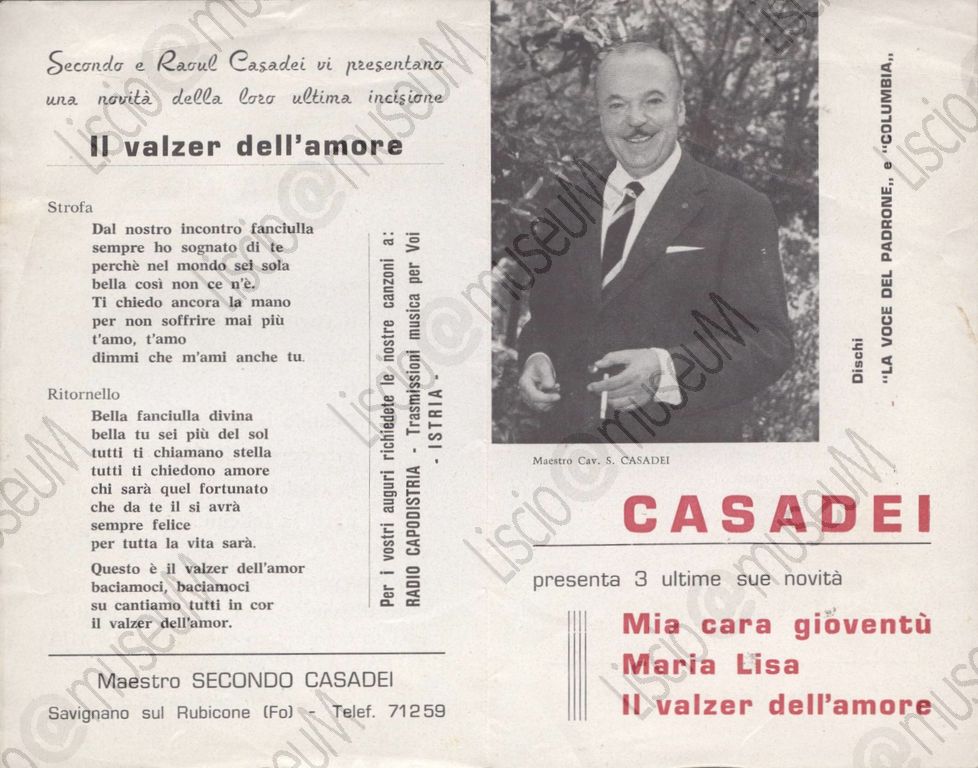 Secondo e Raoul Casadei vi presentano
una novità della loro ultima incisione
Il valzer dell'amore
Strofa
Dal nostro incontro fanciulla
sempre ho sognato di te
perchè nel mondo sei sola
bella così non ce n'è.
Ti chiedo ancora la mano
per non soffrire mai più
t'amo, t'amo
dimmi che m'ami anche tu.
Ritornello
Bella fanciulla divina
bella tu sei più del sol
tutti ti chiamano stella
tutti ti chiedono amore
chi sarà quel fortunato
che da te il si avrà
sempre felice
per tutta la vita sarà.
Questo è il valzer dell'amor
baciamoci, baciamoci
su cantiamo tutti in cor
il valzer dell'amor.
Per i vostri auguri richiedete le nostre canzoni a:
RADIO CAPODISTRIA - Trasmissioni musica per Voi
- ISTRIA -
Maestro SECONDO CASADEI
Savignano sul Rubicone (Fo) - Telef. 71259
Maestro Cav. S. CASADEI
Dischi
"LA VOCE DEL PADRONE,, e "COLUMBIA,,
CASADEI
presenta 3 ultime sue novità
Mia cara gioventù
Maria Lisa
Il valzer dell'amore
Liscio@museuM